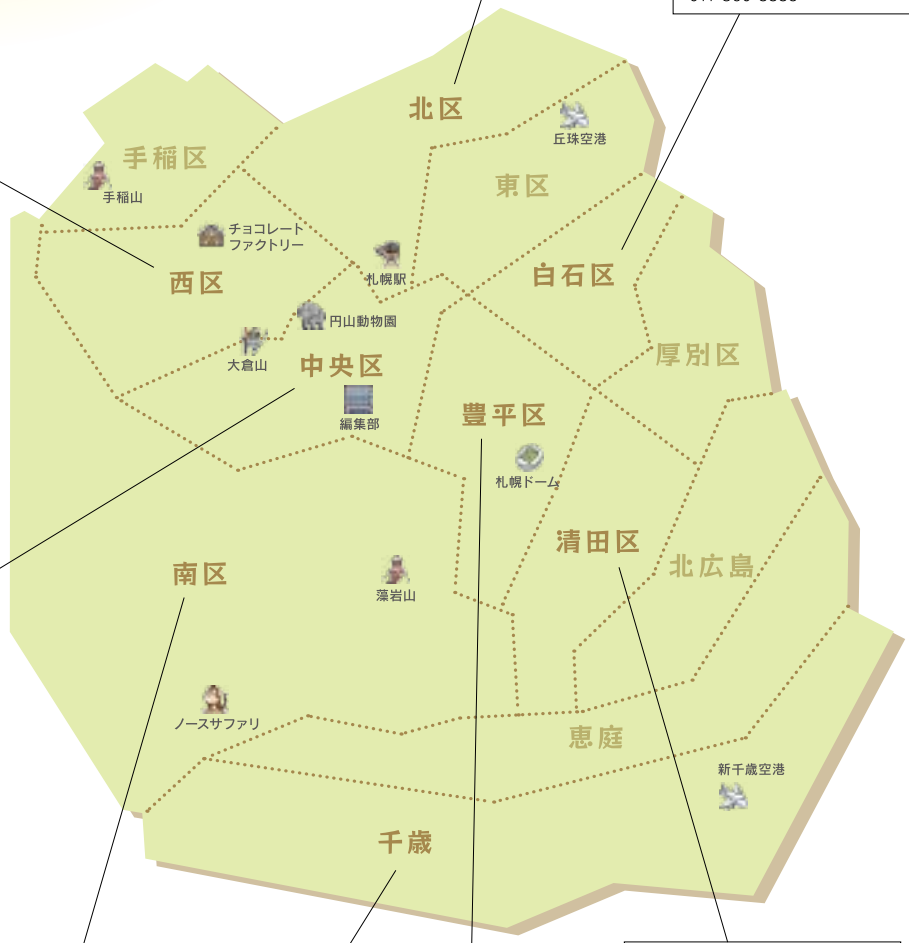 北区
丘珠空港
手稲区
手稲山
東区
チョコレート
ファクトリー
札幌駅
白石区
西区
円山動物園
大倉山
中央区
厚別区
編集部
豊平区
札幌ドーム
清田区
北広島
南区
藻岩山
ノースサファリ
恵庭
新千歳空港
千歳